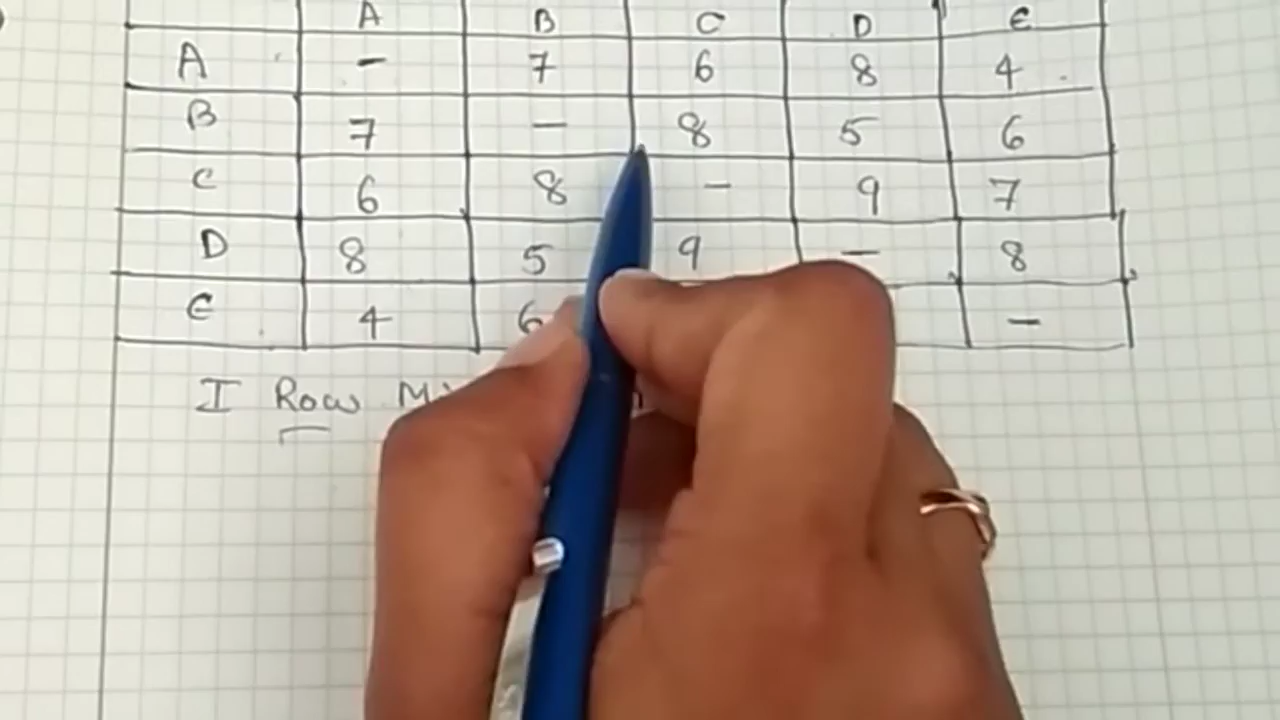 A B C D E
A - 7 6 8 4
B 7 - 8 5 6
C 6 8 - 9 7
D 8 5 9 - 8
E 4 6 -
I Row